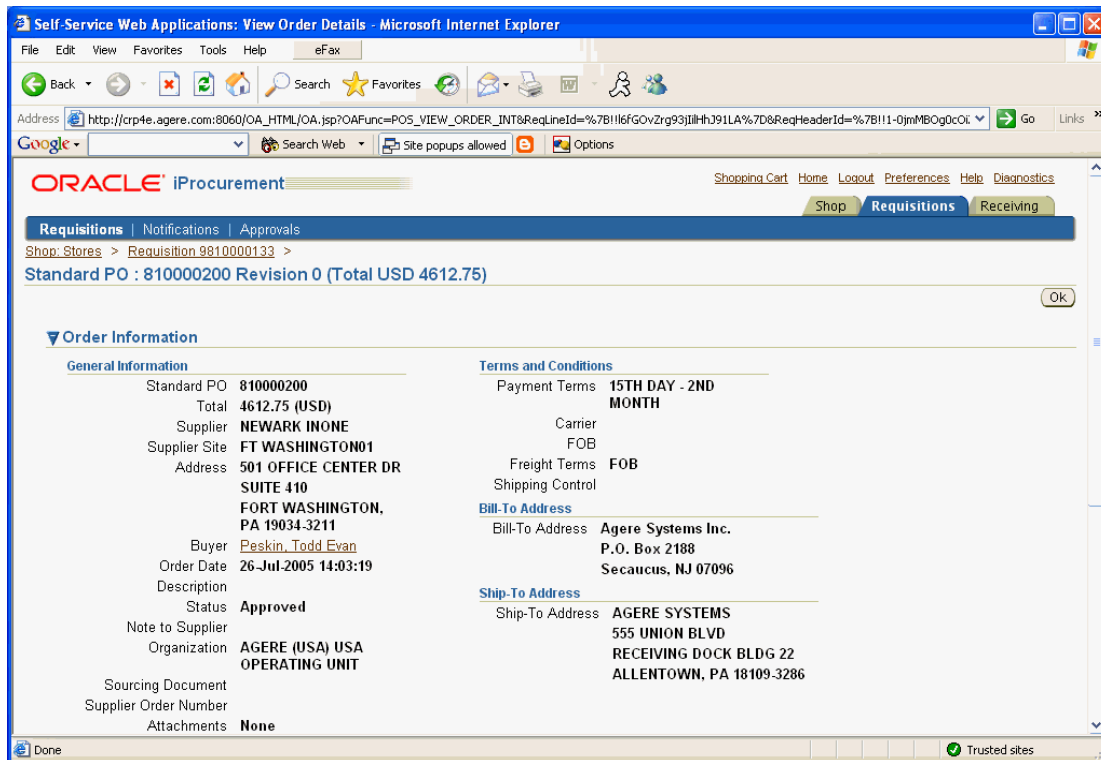 Self-Service Web Applications: View Order Details - Microsoft Internet Explorer
File Edit View Favorites Tools Help eFax
Back Search Favorites
Address http://crp4e.agere.com:8060/OA_HTML/OA.jsp?OAFunc=POS_VIEW_ORDER_INT&ReqLineId=%7B!!l6fGOvZrg93jIilHhJ91LA%7D&ReqHeaderId=%7B!!1-0jmMBOg0cOi Go Links »
Google Search Web Site popups allowed Options
ORACLE iProcurement
Shopping Cart Home Logout Preferences Help Diagnostics
Shop Requisitions Receiving
Requisitions | Notifications | Approvals
Shop: Stores > Requisition 9810000133 >
Standard PO : 810000200 Revision 0 (Total USD 4612.75)
Ok
Order Information
General Information
Standard PO 810000200
Total 4612.75 (USD)
Supplier NEWARK INONE
Supplier Site FT WASHINGTON01
Address 501 OFFICE CENTER DR
SUITE 410
FORT WASHINGTON,
PA 19034-3211
Buyer Peskin, Todd Evan
Order Date 26-Jul-2005 14:03:19
Description
Status Approved
Note to Supplier
Organization AGERE (USA) USA
OPERATING UNIT
Sourcing Document
Supplier Order Number
Attachments None
Terms and Conditions
Payment Terms 15TH DAY - 2ND
MONTH
Carrier
FOB
Freight Terms FOB
Shipping Control
Bill-To Address
Bill-To Address Agere Systems Inc.
P.O. Box 2188
Secaucus, NJ 07096
Ship-To Address
Ship-To Address AGERE SYSTEMS
555 UNION BLVD
RECEIVING DOCK BLDG 22
ALLENTOWN, PA 18109-3286
Done
Trusted sites